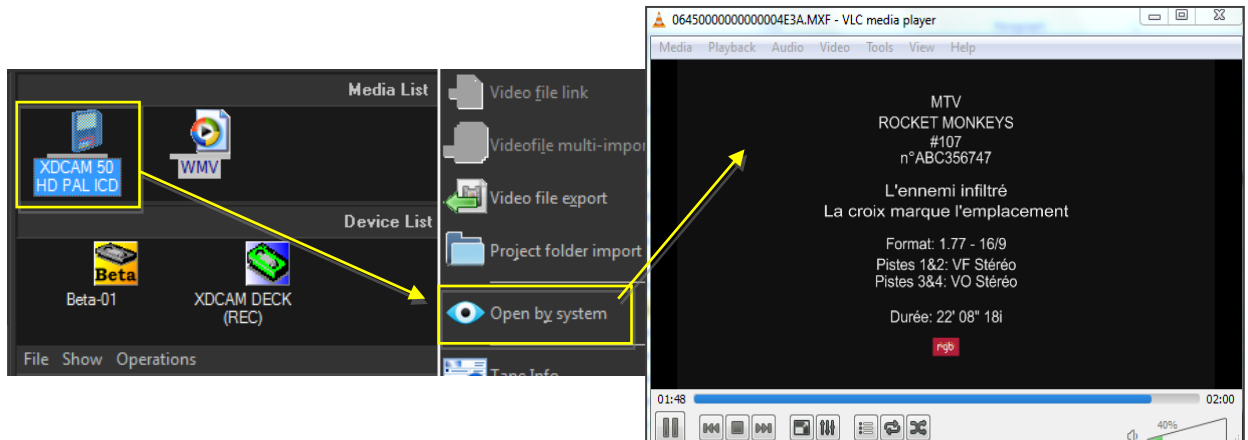 Media List
XDCAM 50
HD PAL ICD
WMV
Device List
Beta
Beta-01
XDCAM DECK
(REC)
File Show Operations
Video file link
Videofile multi-impor
Video file export
Project folder import
Open by system
Tape Info
06450000000000004E3A.MXF - VLC media player
Media Playback Audio Video Tools View Help
MTV
ROCKET MONKEYS
#107
n°ABC356747
L'ennemi infiltré
La croix marque l'emplacement
Format: 1.77 - 16/9
Pistes 1&2: VF Stéréo
Pistes 3&4: VO Stéréo
Durée: 22' 08" 18i
rgb
01:48
02:00
40%